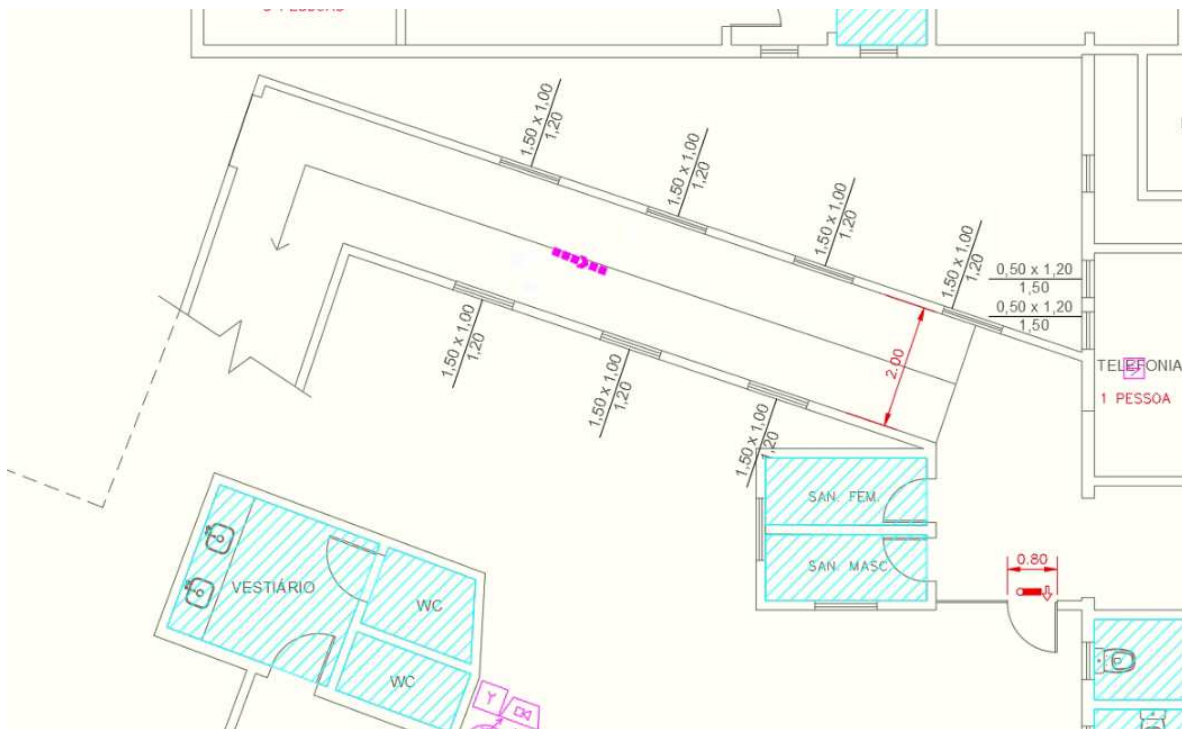 1,50 x 1,00
1,20
1,50 x 1,00
1,20
1,50 x 1,00
1,20
1,50 x 1,00
1,20
0,50 x 1,20
1,50
0,50 x 1,20
1,50
2.00
TELEFONIA
1 PESSOA
1,50 x 1,00
1,20
1,50 x 1,00
1,20
1,50 x 1,00
1,20
SAN. FEM.
SAN. MASC.
0.80
VESTIÁRIO
WC
WC
Y